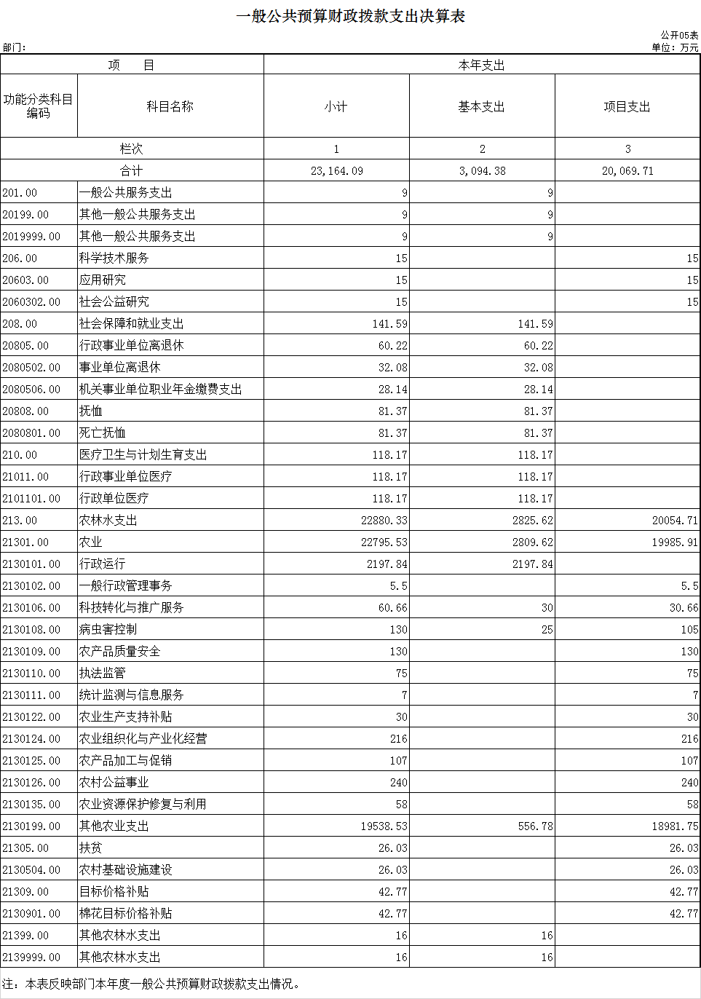 一般公共预算财政拨款支出决算表
公开05表
部门： 单位：万元
项 目 本年支出
功能分类科目编码 科目名称 小计 基本支出 项目支出
栏次 1 2 3
合计 23,164.09 3,094.38 20,069.71
201.00 一般公共服务支出 9 9
20199.00 其他一般公共服务支出 9 9
2019999.00 其他一般公共服务支出 9 9
206.00 科学技术服务 15 15
20603.00 应用研究 15 15
2060302.00 社会公益研究 15 15
208.00 社会保障和就业支出 141.59 141.59
20805.00 行政事业单位离退休 60.22 60.22
2080502.00 事业单位离退休 32.08 32.08
2080506.00 机关事业单位职业年金缴费支出 28.14 28.14
20808.00 抚恤 81.37 81.37
2080801.00 死亡抚恤 81.37 81.37
210.00 医疗卫生与计划生育支出 118.17 118.17
21011.00 行政事业单位医疗 118.17 118.17
2101101.00 行政单位医疗 118.17 118.17
213.00 农林水支出 22880.33 2825.62 20054.71
21301.00 农业 22795.53 2809.62 19985.91
2130101.00 行政运行 2197.84 2197.84
2130102.00 一般行政管理事务 5.5 5.5
2130106.00 科技转化与推广服务 60.66 30 30.66
2130108.00 病虫害控制 130 25 105
2130109.00 农产品质量安全 130 130
2130110.00 执法监管 75 75
2130111.00 统计监测与信息服务 7 7
2130122.00 农业生产支持补贴 30 30
2130124.00 农业组织化与产业化经营 216 216
2130125.00 农产品加工与促销 107 107
2130126.00 农村公益事业 240 240
2130135.00 农业资源保护修复与利用 58 58
2130199.00 其他农业支出 19538.53 556.78 18981.75
21305.00 扶贫 26.03 26.03
2130504.00 农村基础设施建设 26.03 26.03
21309.00 目标价格补贴 42.77 42.77
2130901.00 棉花目标价格补贴 42.77 42.77
21399.00 其他农林水支出 16 16
2139999.00 其他农林水支出 16 16
注：本表反映部门本年度一般公共预算财政拨款支出情况。